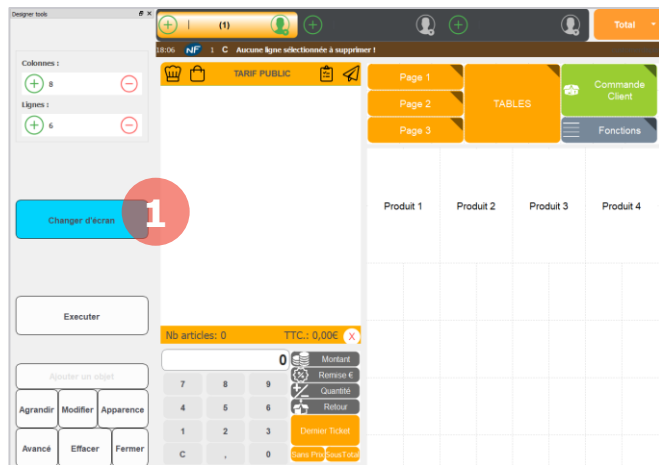 Designer tools
(1)
Total
18:06 NF 1 C Aucune ligne sélectionnée à supprimer !
Colonnes :
8
Lignes :
6
TARIF PUBLIC
Page 1
Page 2
Page 3
TABLES
Commande
Client
Fonctions
Changer d'écran
1
Produit 1 Produit 2 Produit 3 Produit 4
Executer
Nb articles: 0 TTC.: 0,00€ X
0
Montant
Remise €
Quantité
Retour
7 8 9
4 5 6
1 2 3
C , 0
Dernier Ticket
Sans Prix SousTotal
Ajouter un objet
Agrandir Modifier Apparence
Avancé Effacer Fermer